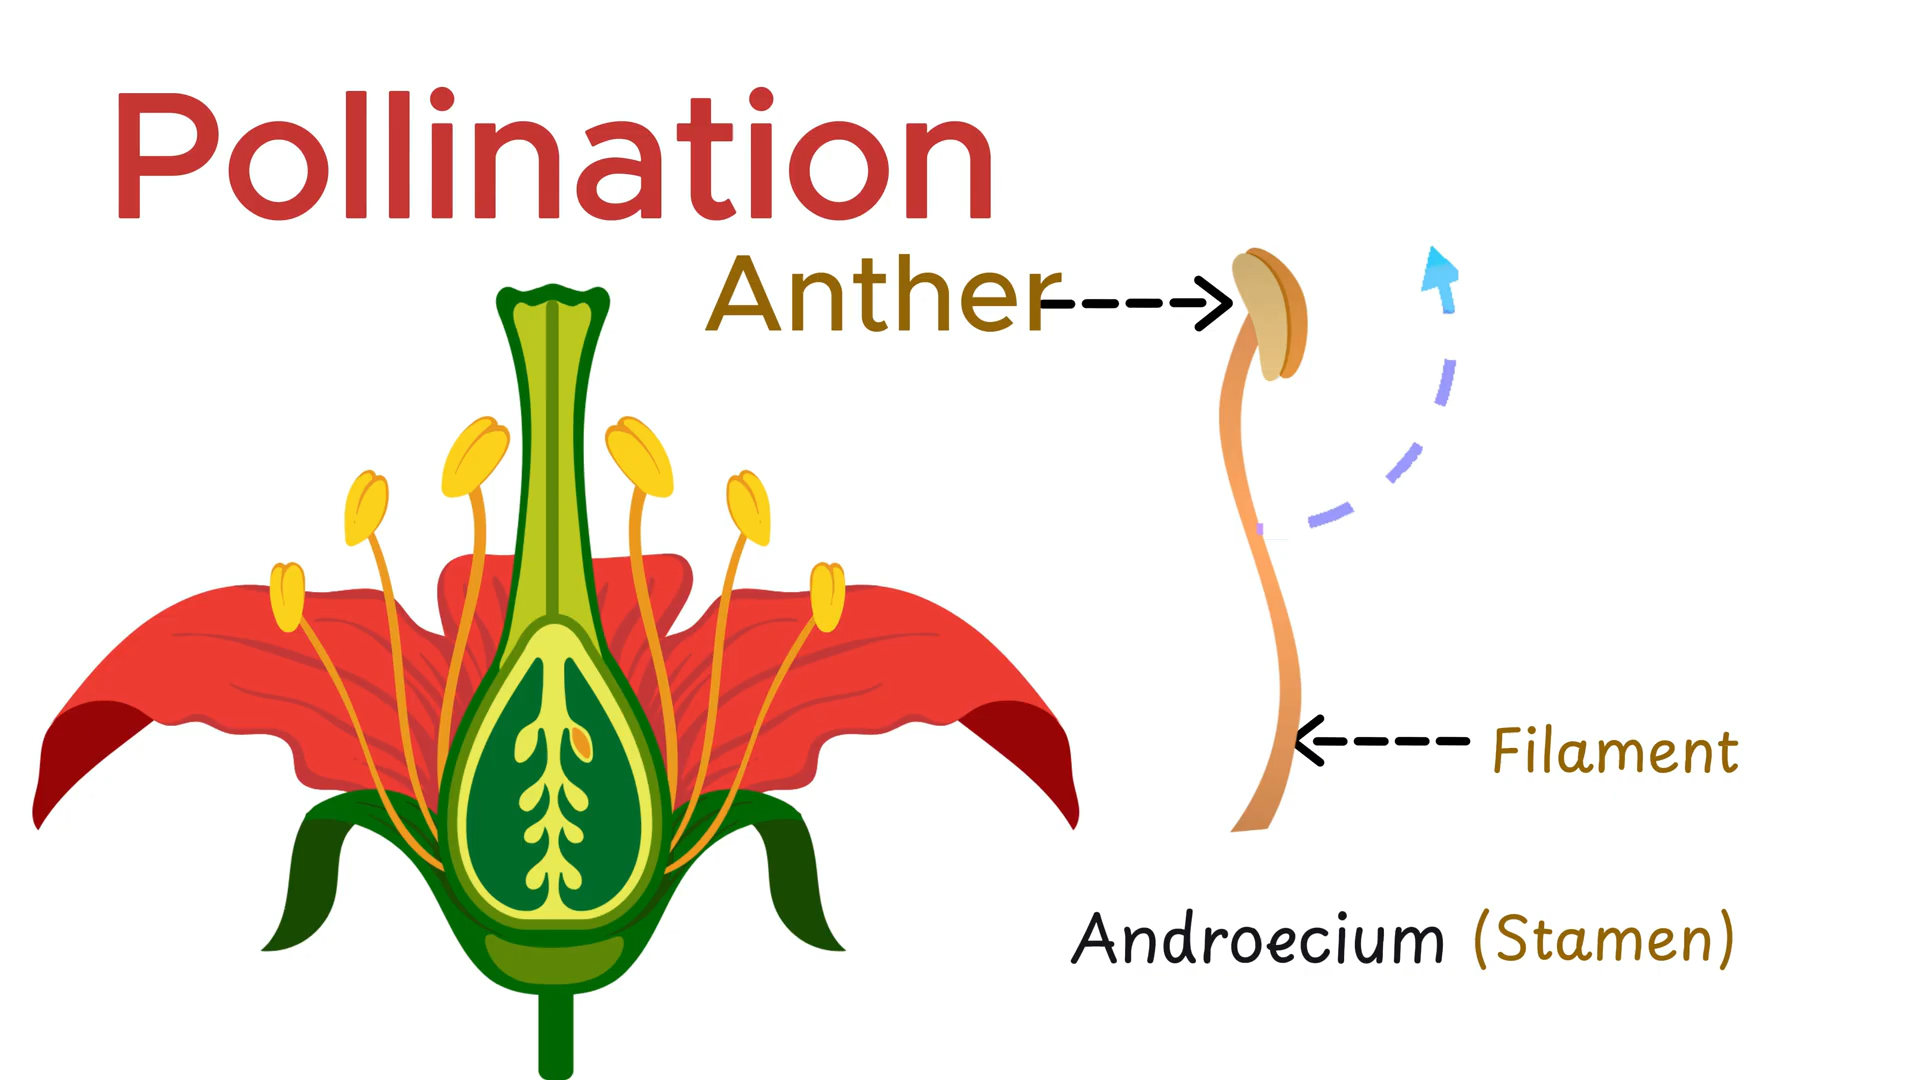 Pollination
Anther
Filament
Androecium (Stamen)